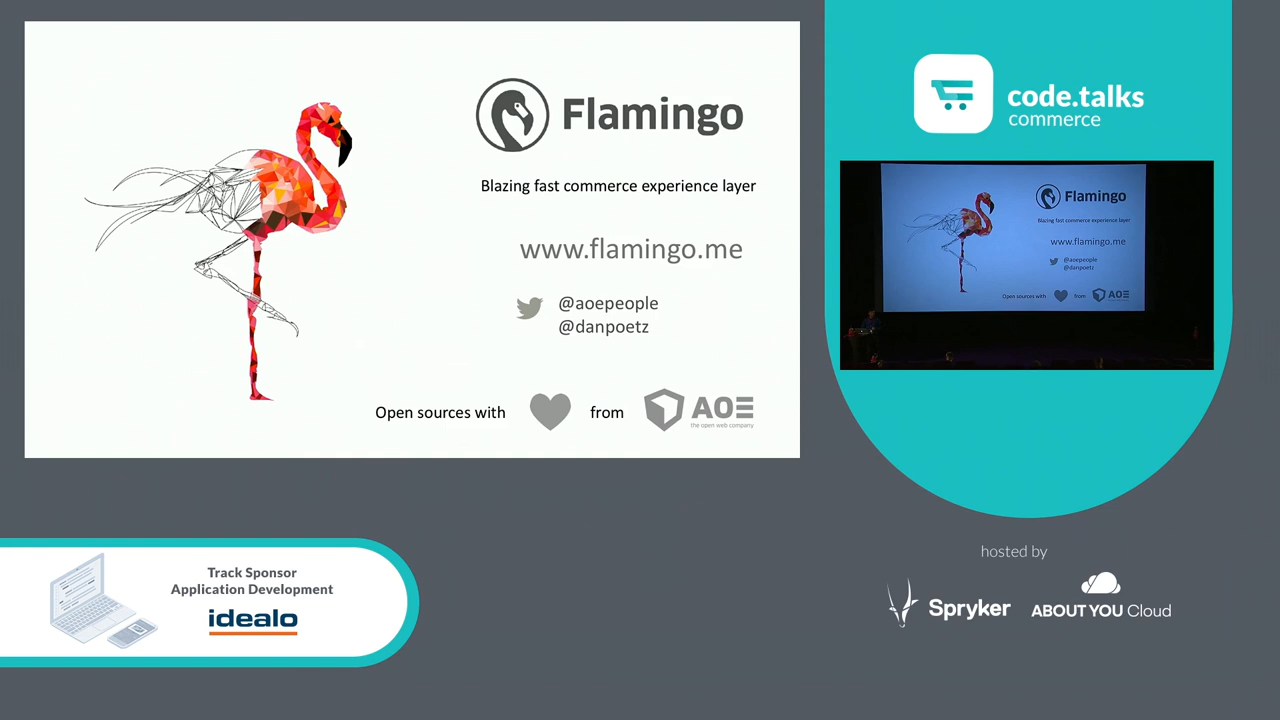 Flamingo
Blazing fast commerce experience layer
www.flamingo.me
@aoepeople
@danpoetz
Open sources with
from
AOE
the open web company
code.talks
commerce
Flamingo
Blazing fast commerce experience layer
www.flamingo.me
@aoepeople
@danpoetz
Open sources with
from
AOE
hosted by
Spryker
ABOUT YOU Cloud
Track Sponsor
Application Development
idealo